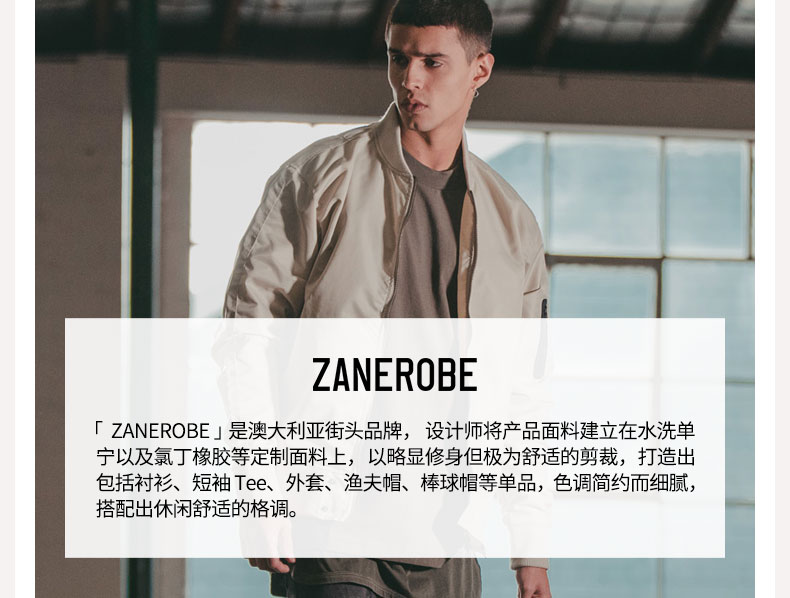 ZANEROBE
「 ZANEROBE 」是澳大利亚街头品牌， 设计师将产品面料建立在水洗单
宁以及氯丁橡胶等定制面料上，以略显修身但极为舒适的剪裁，打造出
包括衬衫、短袖 Tee、外套、渔夫帽、棒球帽等单品，色调简约而细腻，
搭配出休闲舒适的格调。